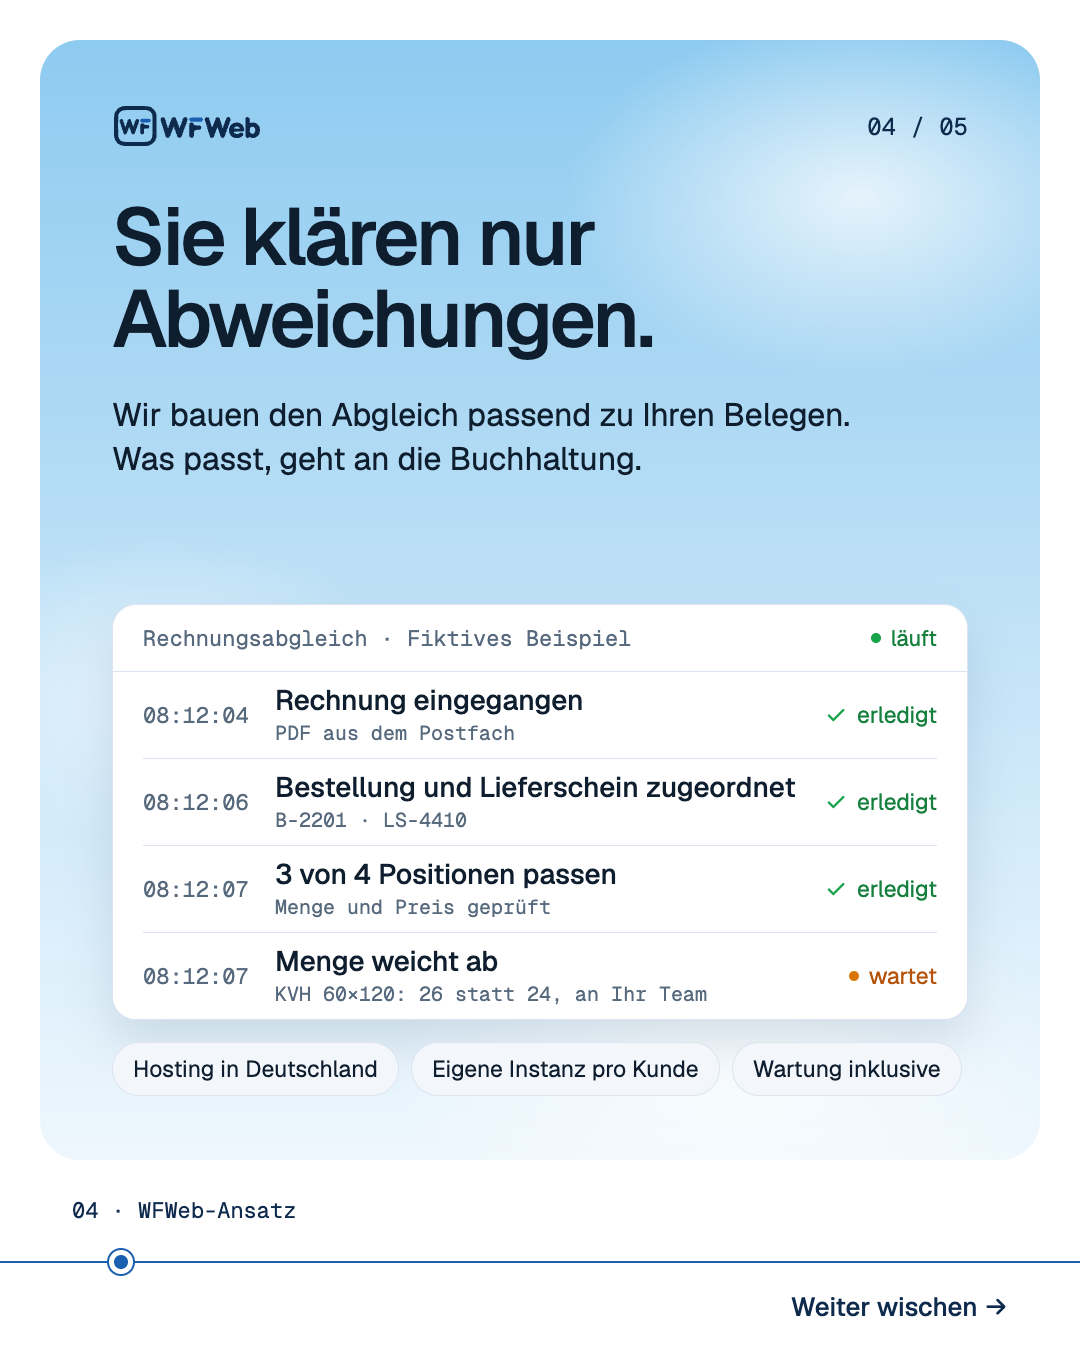 WF WFWeb
04 / 05
Sie klären nur
Abweichungen.
Wir bauen den Abgleich passend zu Ihren Belegen.
Was passt, geht an die Buchhaltung.
Rechnungsabgleich · Fiktives Beispiel
läuft
08:12:04
Rechnung eingegangen
PDF aus dem Postfach
erledigt
08:12:06
Bestellung und Lieferschein zugeordnet
B-2201 · LS-4410
erledigt
08:12:07
3 von 4 Positionen passen
Menge und Preis geprüft
erledigt
08:12:07
Menge weicht ab
KVH 60×120: 26 statt 24, an Ihr Team
wartet
Hosting in Deutschland
Eigene Instanz pro Kunde
Wartung inklusive
04 · WFWeb-Ansatz
Weiter wischen →